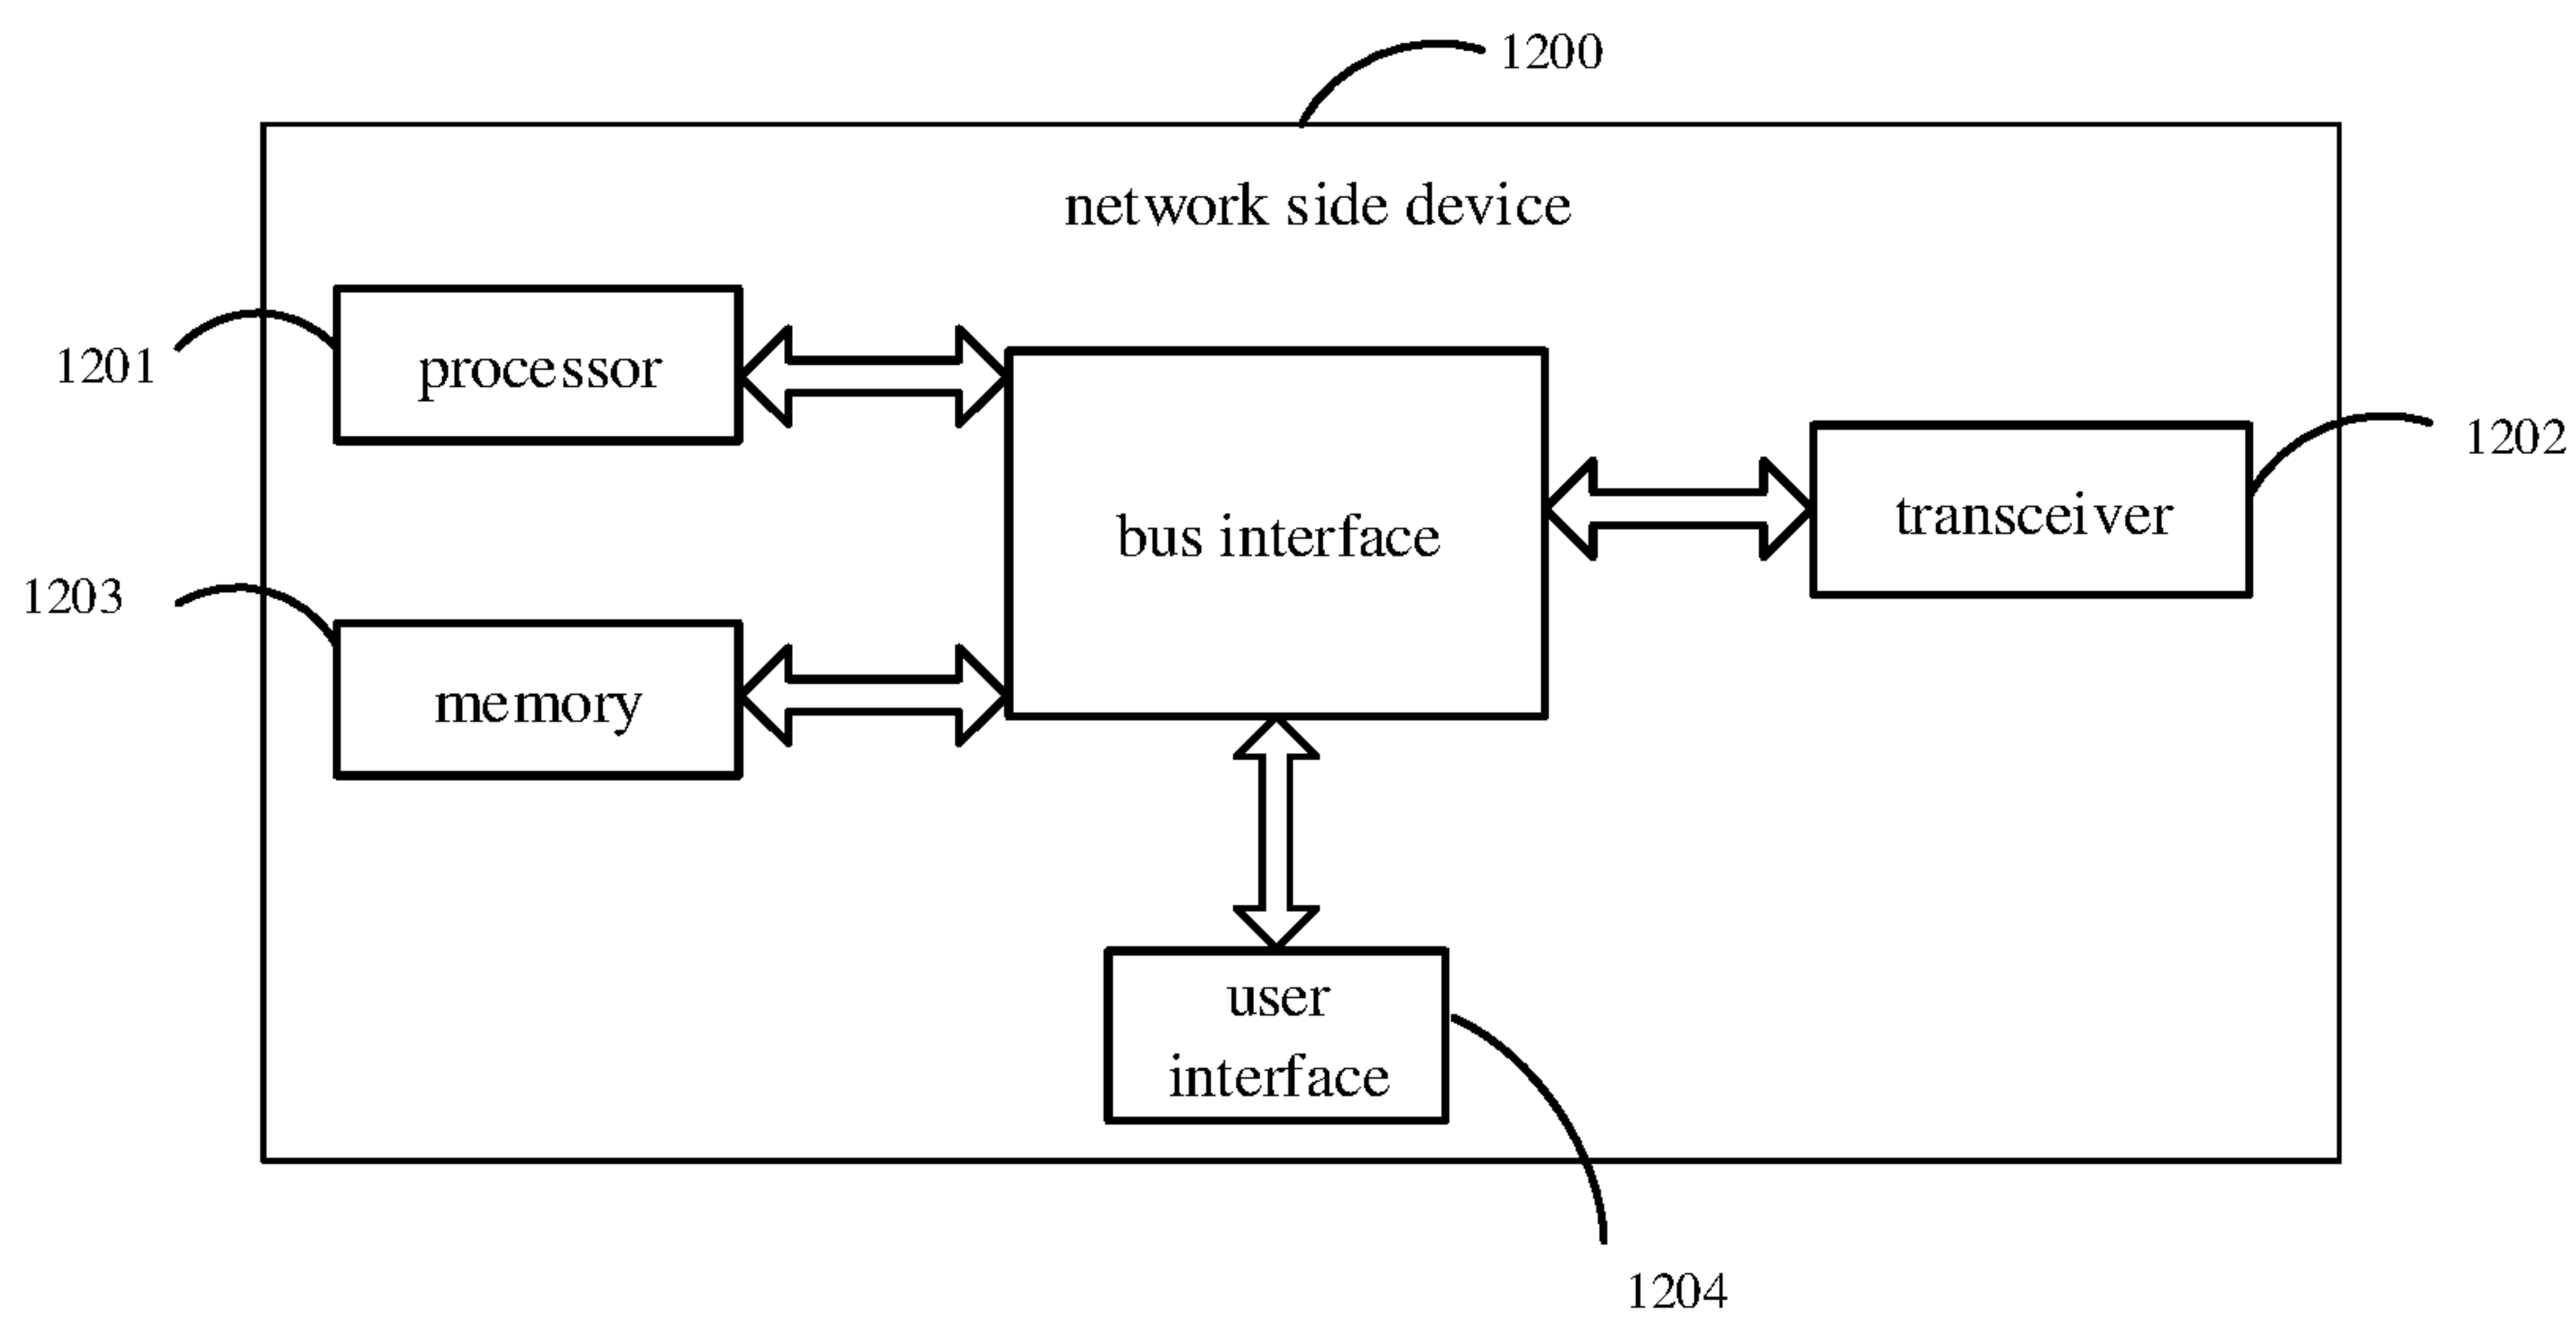 1200
network side device
1201
processor
bus interface
transceiver
1202
1203
memory
user
interface
1204